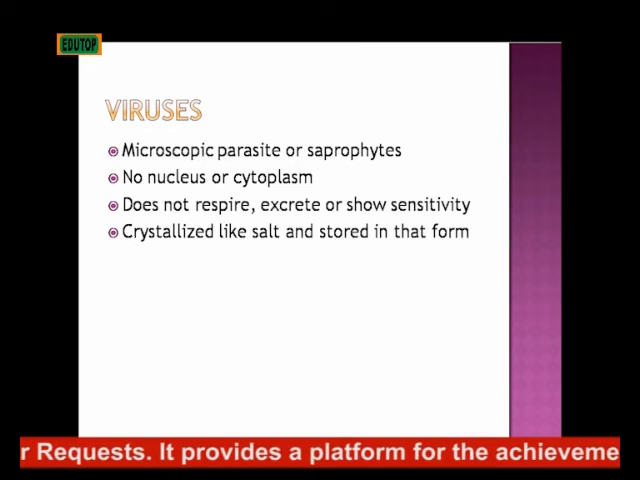 EDUTOP
VIRUSES
Microscopic parasite or saprophytes
No nucleus or cytoplasm
Does not respire, excrete or show sensitivity
Crystallized like salt and stored in that form
r Requests. It provides a platform for the achieveme